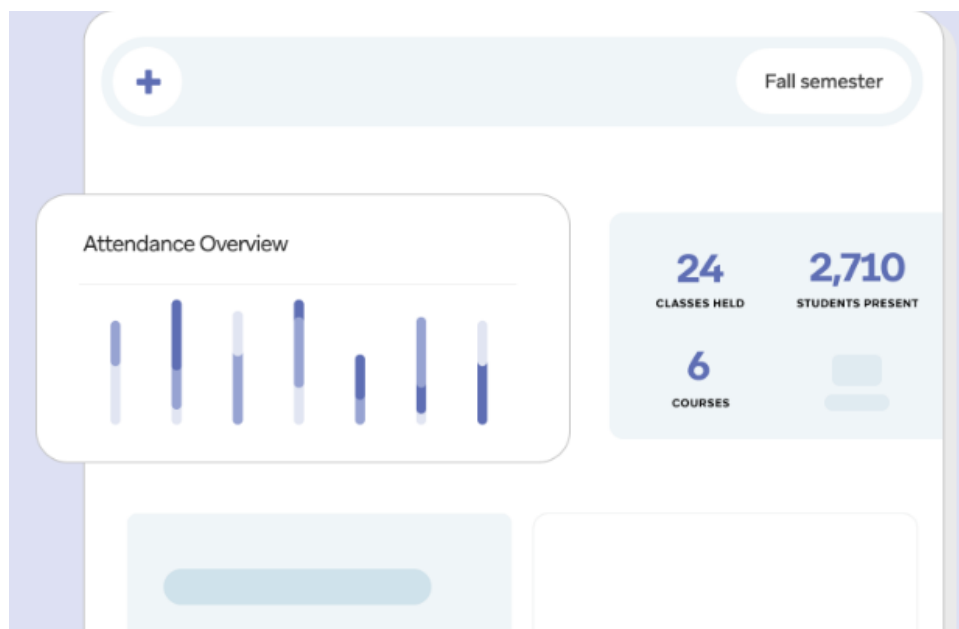 Fall semester
Attendance Overview
24
CLASSES HELD
2,710
STUDENTS PRESENT
6
COURSES